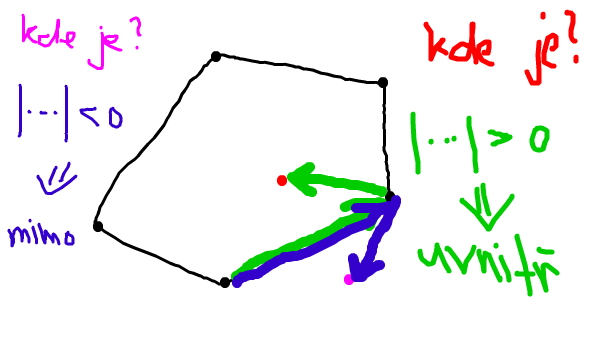 kde je?
|...| < 0
mimo
kde je?
|...| > 0
uvnitř